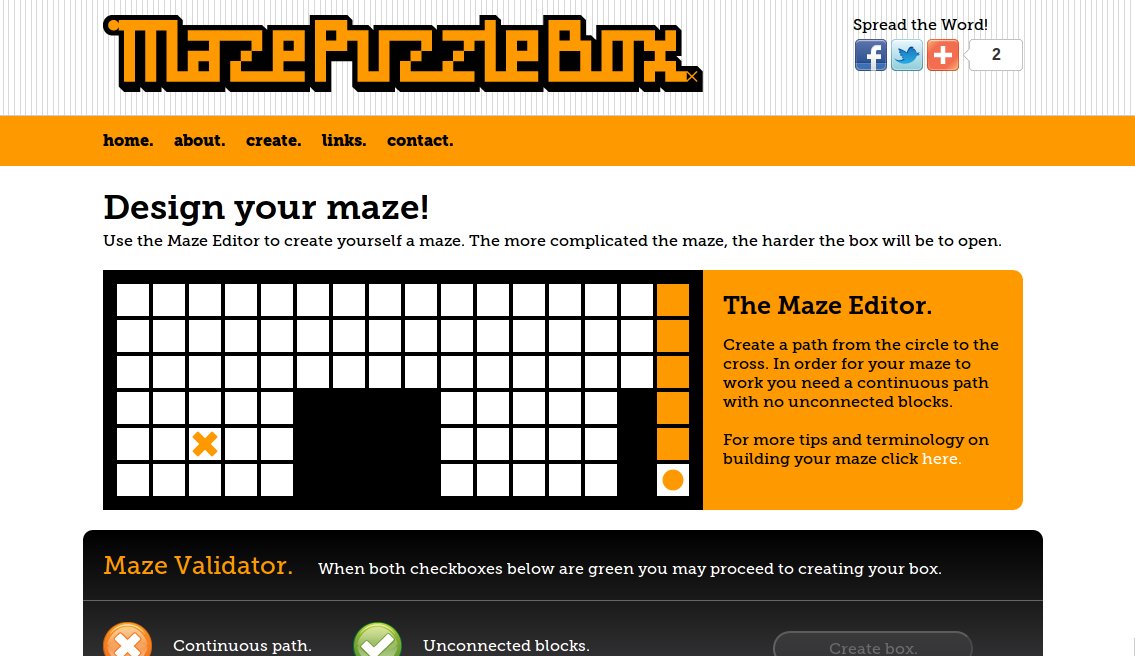 MazePuzzleBox
Spread the Word!
2
home. about. create. links. contact.
Design your maze!
Use the Maze Editor to create yourself a maze. The more complicated the maze, the harder the box will be to open.
The Maze Editor.
Create a path from the circle to the
cross. In order for your maze to
work you need a continuous path
with no unconnected blocks.
For more tips and terminology on
building your maze click here.
Maze Validator. When both checkboxes below are green you may proceed to creating your box.
Continuous path. Unconnected blocks. Create box.